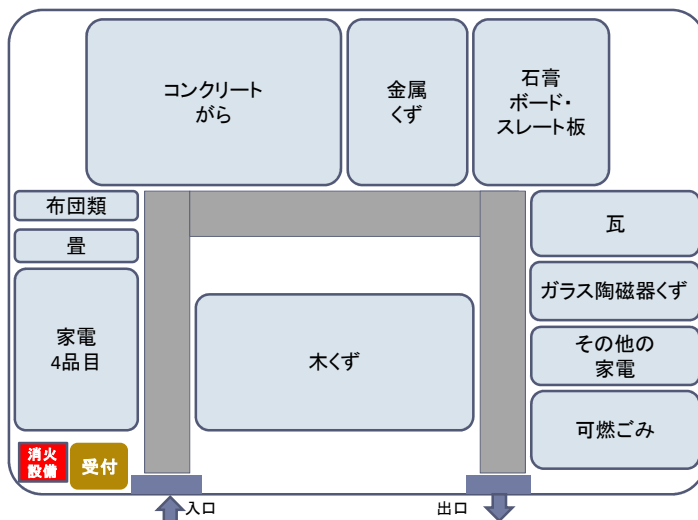 コンクリート
がら
金属
くず
石膏
ボード・
スレート板
布団類
畳
家電
4品目
木くず
瓦
ガラス陶磁器くず
その他の
家電
可燃ごみ
消火
設備
受付
入口
出口